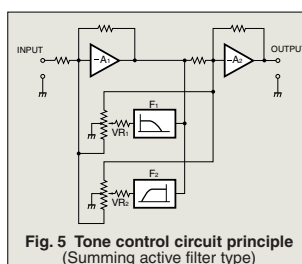 INPUT
-A1
-A2
OUTPUT
F1
VR1
F2
VR2
Fig. 5 Tone control circuit principle
(Summing active filter type)